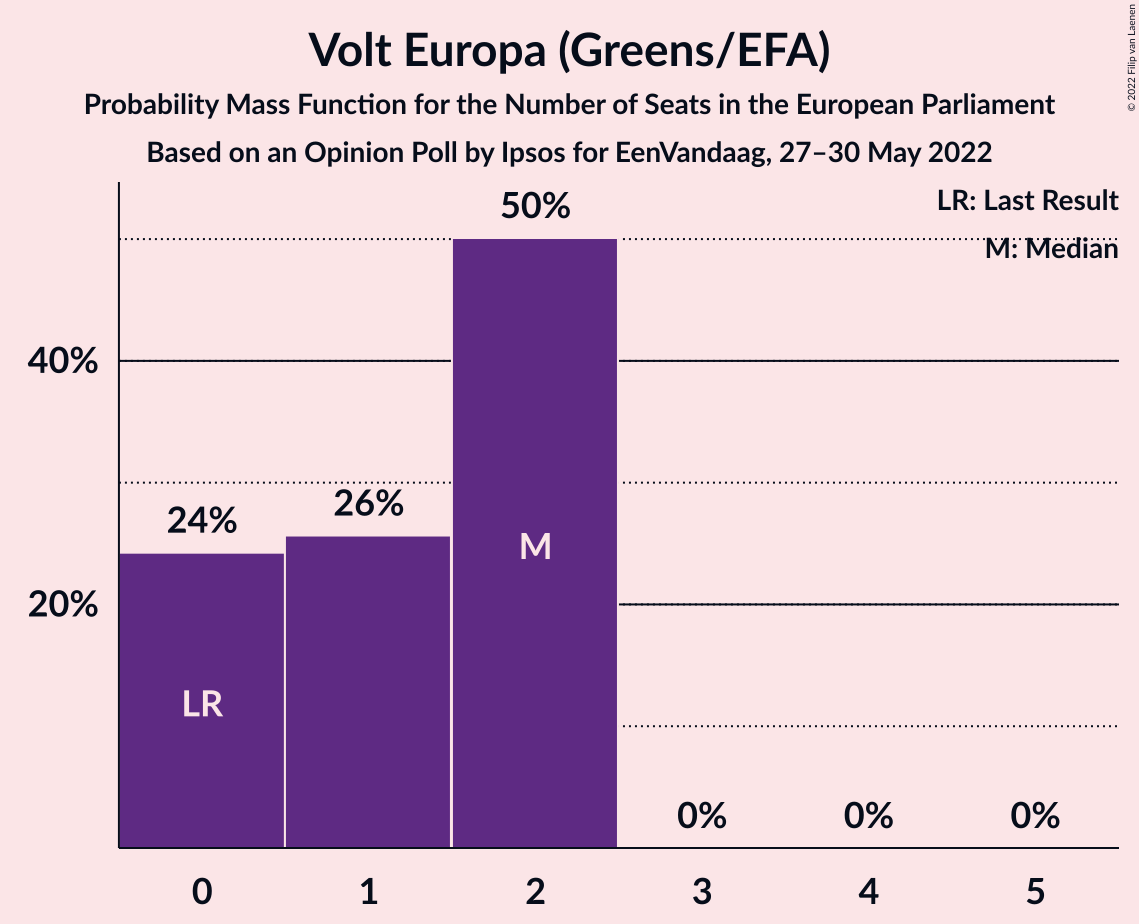 Volt Europa (Greens/EFA)
Probability Mass Function for the Number of Seats in the European Parliament
Based on an Opinion Poll by Ipsos for EenVandaag, 27–30 May 2022
© 2022 Filip van Laenen
LR: Last Result
M: Median
50%
40%
26%
24%
M
20%
LR
0% 0% 0%
0 1 2 3 4 5